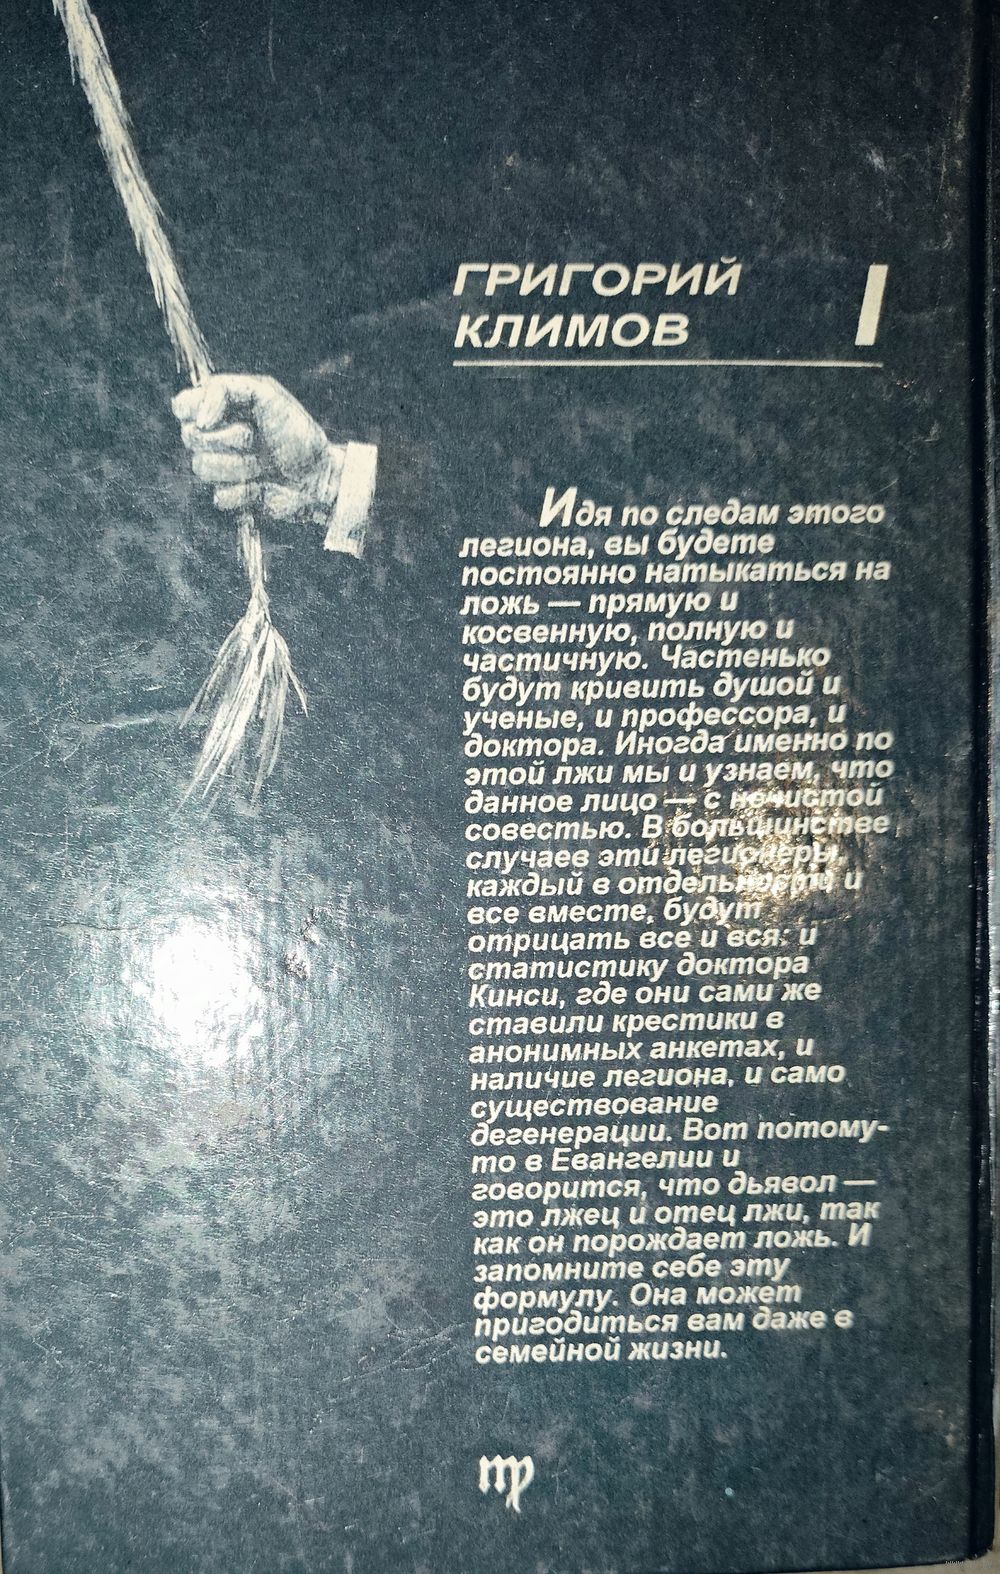 ГРИГОРИЙ
КЛИМОВ
I
Идя по следам этого
легиона, вы будете
постоянно натыкаться на
ложь — прямую и
косвенную, полную и
частичную. Частенько
будут кривить душой и
ученые, и профессора, и
доктора. Иногда именно по
этой лжи мы и узнаем, что
данное лицо — с нечистой
совестью. В большинстве
случаев эти легионеры,
каждый в отдельности и
все вместе, будут
отрицать все и вся: и
статистику доктора
Кинси, где они сами же
ставили крестики в
анонимных анкетах, и
наличие легиона, и само
существование
дегенерации. Вот потому-
то в Евангелии и
говорится, что дьявол —
это лжец и отец лжи, так
как он порождает ложь. И
запомните себе эту
формулу. Она может
пригодиться вам даже в
семейной жизни.